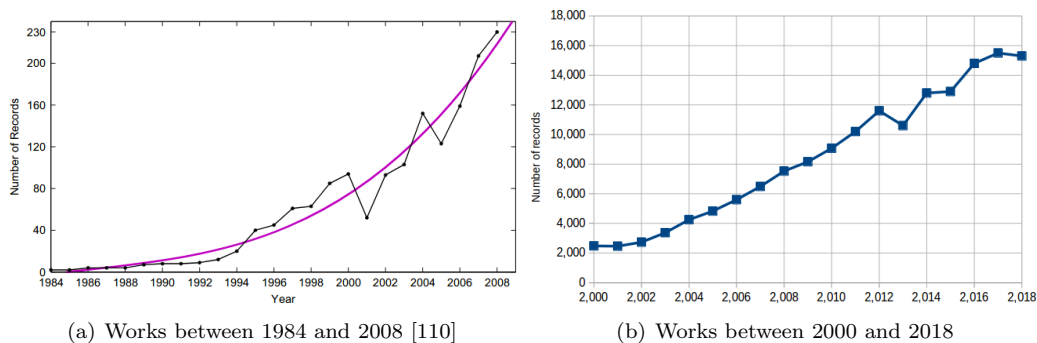 230
200
160
120
80
40
0
Number of Records
1984 1986 1988 1990 1992 1994 1996 1998 2000 2002 2004 2006 2008
Year
(a) Works between 1984 and 2008 [110]
18,000
16,000
14,000
12,000
10,000
8,000
6,000
4,000
2,000
0
Number of records
2,000 2,002 2,004 2,006 2,008 2,010 2,012 2,014 2,016 2,018
(b) Works between 2000 and 2018